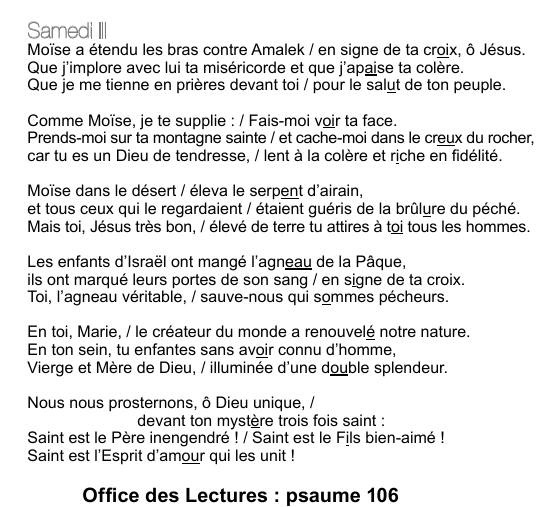 Samedi III
Moïse a étendu les bras contre Amalek / en signe de ta croix, ô Jésus.
Que j’implore avec lui ta miséricorde et que j’apaise ta colère.
Que je me tienne en prières devant toi / pour le salut de ton peuple.
Comme Moïse, je te supplie : / Fais-moi voir ta face.
Prends-moi sur ta montagne sainte / et cache-moi dans le creux du rocher,
car tu es un Dieu de tendresse, / lent à la colère et riche en fidélité.
Moïse dans le désert / éleva le serpent d’airain,
et tous ceux qui le regardaient / étaient guéris de la brûlure du péché.
Mais toi, Jésus très bon, / élevé de terre tu attires à toi tous les hommes.
Les enfants d’Israël ont mangé l’agneau de la Pâque,
ils ont marqué leurs portes de son sang / en signe de ta croix.
Toi, l’agneau véritable, / sauve-nous qui sommes pécheurs.
En toi, Marie, / le créateur du monde a renouvelé notre nature.
En ton sein, tu enfantes sans avoir connu d’homme,
Vierge et Mère de Dieu, / illuminée d’une double splendeur.
Nous nous prosternons, ô Dieu unique, /
devant ton mystère trois fois saint :
Saint est le Père inengendré ! / Saint est le Fils bien-aimé !
Saint est l’Esprit d’amour qui les unit !
Office des Lectures : psaume 106